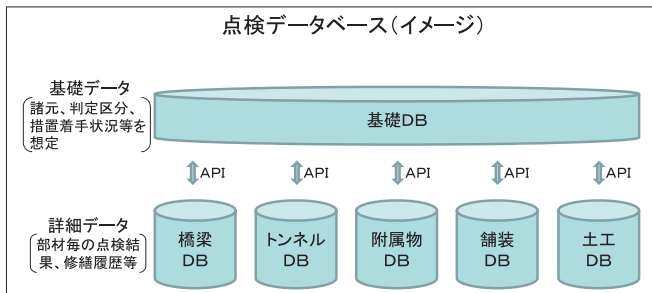 点検データベース(イメージ)
基礎データ
諸元、判定区分、
措置着手状況等を
想定
基礎DB
API
API
API
API
API
詳細データ
部材毎の点検結
果、修繕履歴等
橋梁
DB
トンネル
DB
附属物
DB
舗装
DB
土工
DB